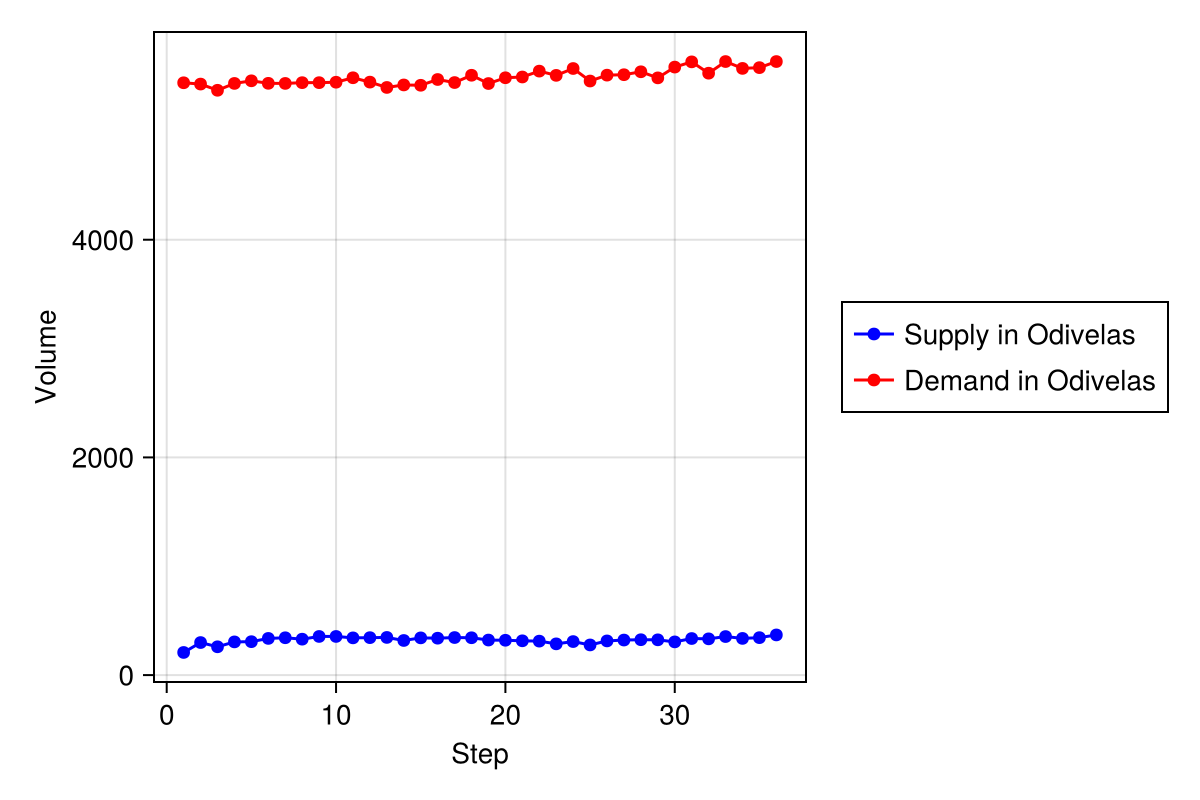 4000
2000
0
Volume
0 10 20 30
Step
Supply in Odivelas
Demand in Odivelas